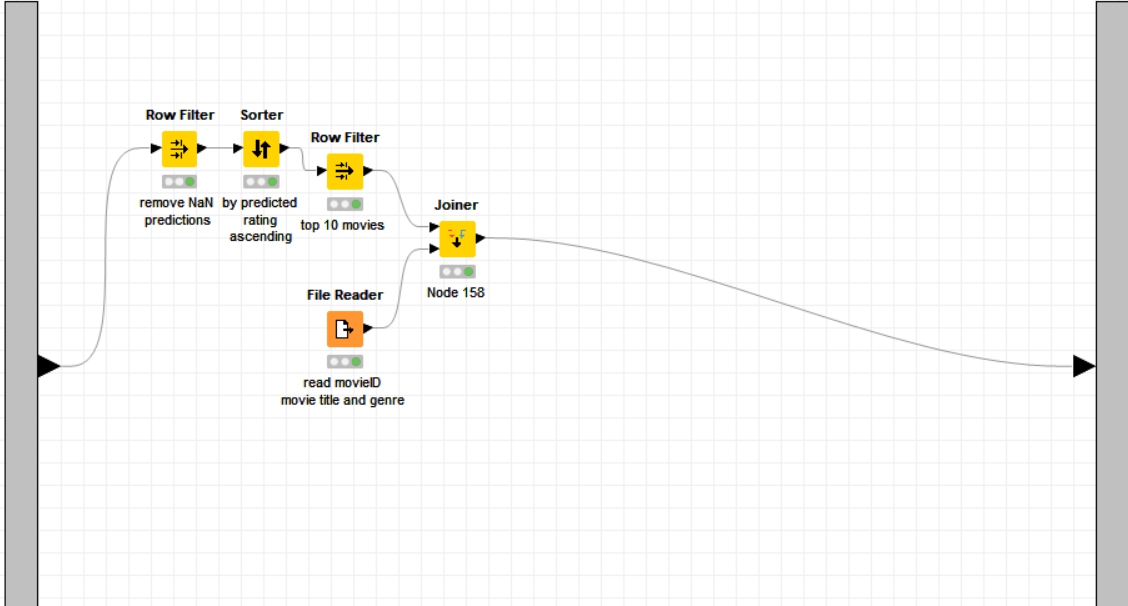 Row Filter
remove NaN
predictions
Sorter
by predicted
rating
ascending
Row Filter
top 10 movies
Joiner
Node 158
File Reader
read movieID
movie title and genre